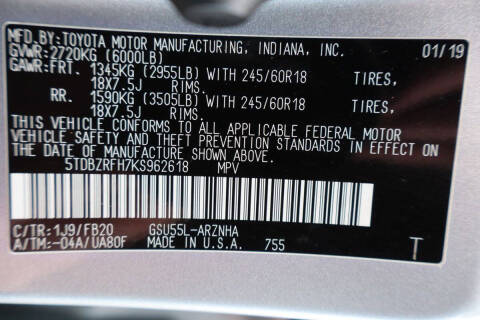 MFD.BY:TOYOTA MOTOR MANUFACTURING, INDIANA, INC. 01/19
GVWR:2720KG (6000LB)
GAWR:FRT. 1345KG (2955LB) WITH 245/60R18 TIRES,
18X7.5J RIMS.
RR. 1590KG (3505LB) WITH 245/60R18 TIRES,
18X7.5J RIMS.
THIS VEHICLE CONFORMS TO ALL APPLICABLE FEDERAL MOTOR
VEHICLE SAFETY AND THEFT PREVENTION STANDARDS IN EFFECT
ON THE DATE OF MANUFACTURE SHOWN ABOVE.
5TDBZRFH7KS962618 MPV
C/TR:1J9/FB20 GSU55L-ARZNHA
A/TM:-04A/UA80F MADE IN U.S.A. 755 T